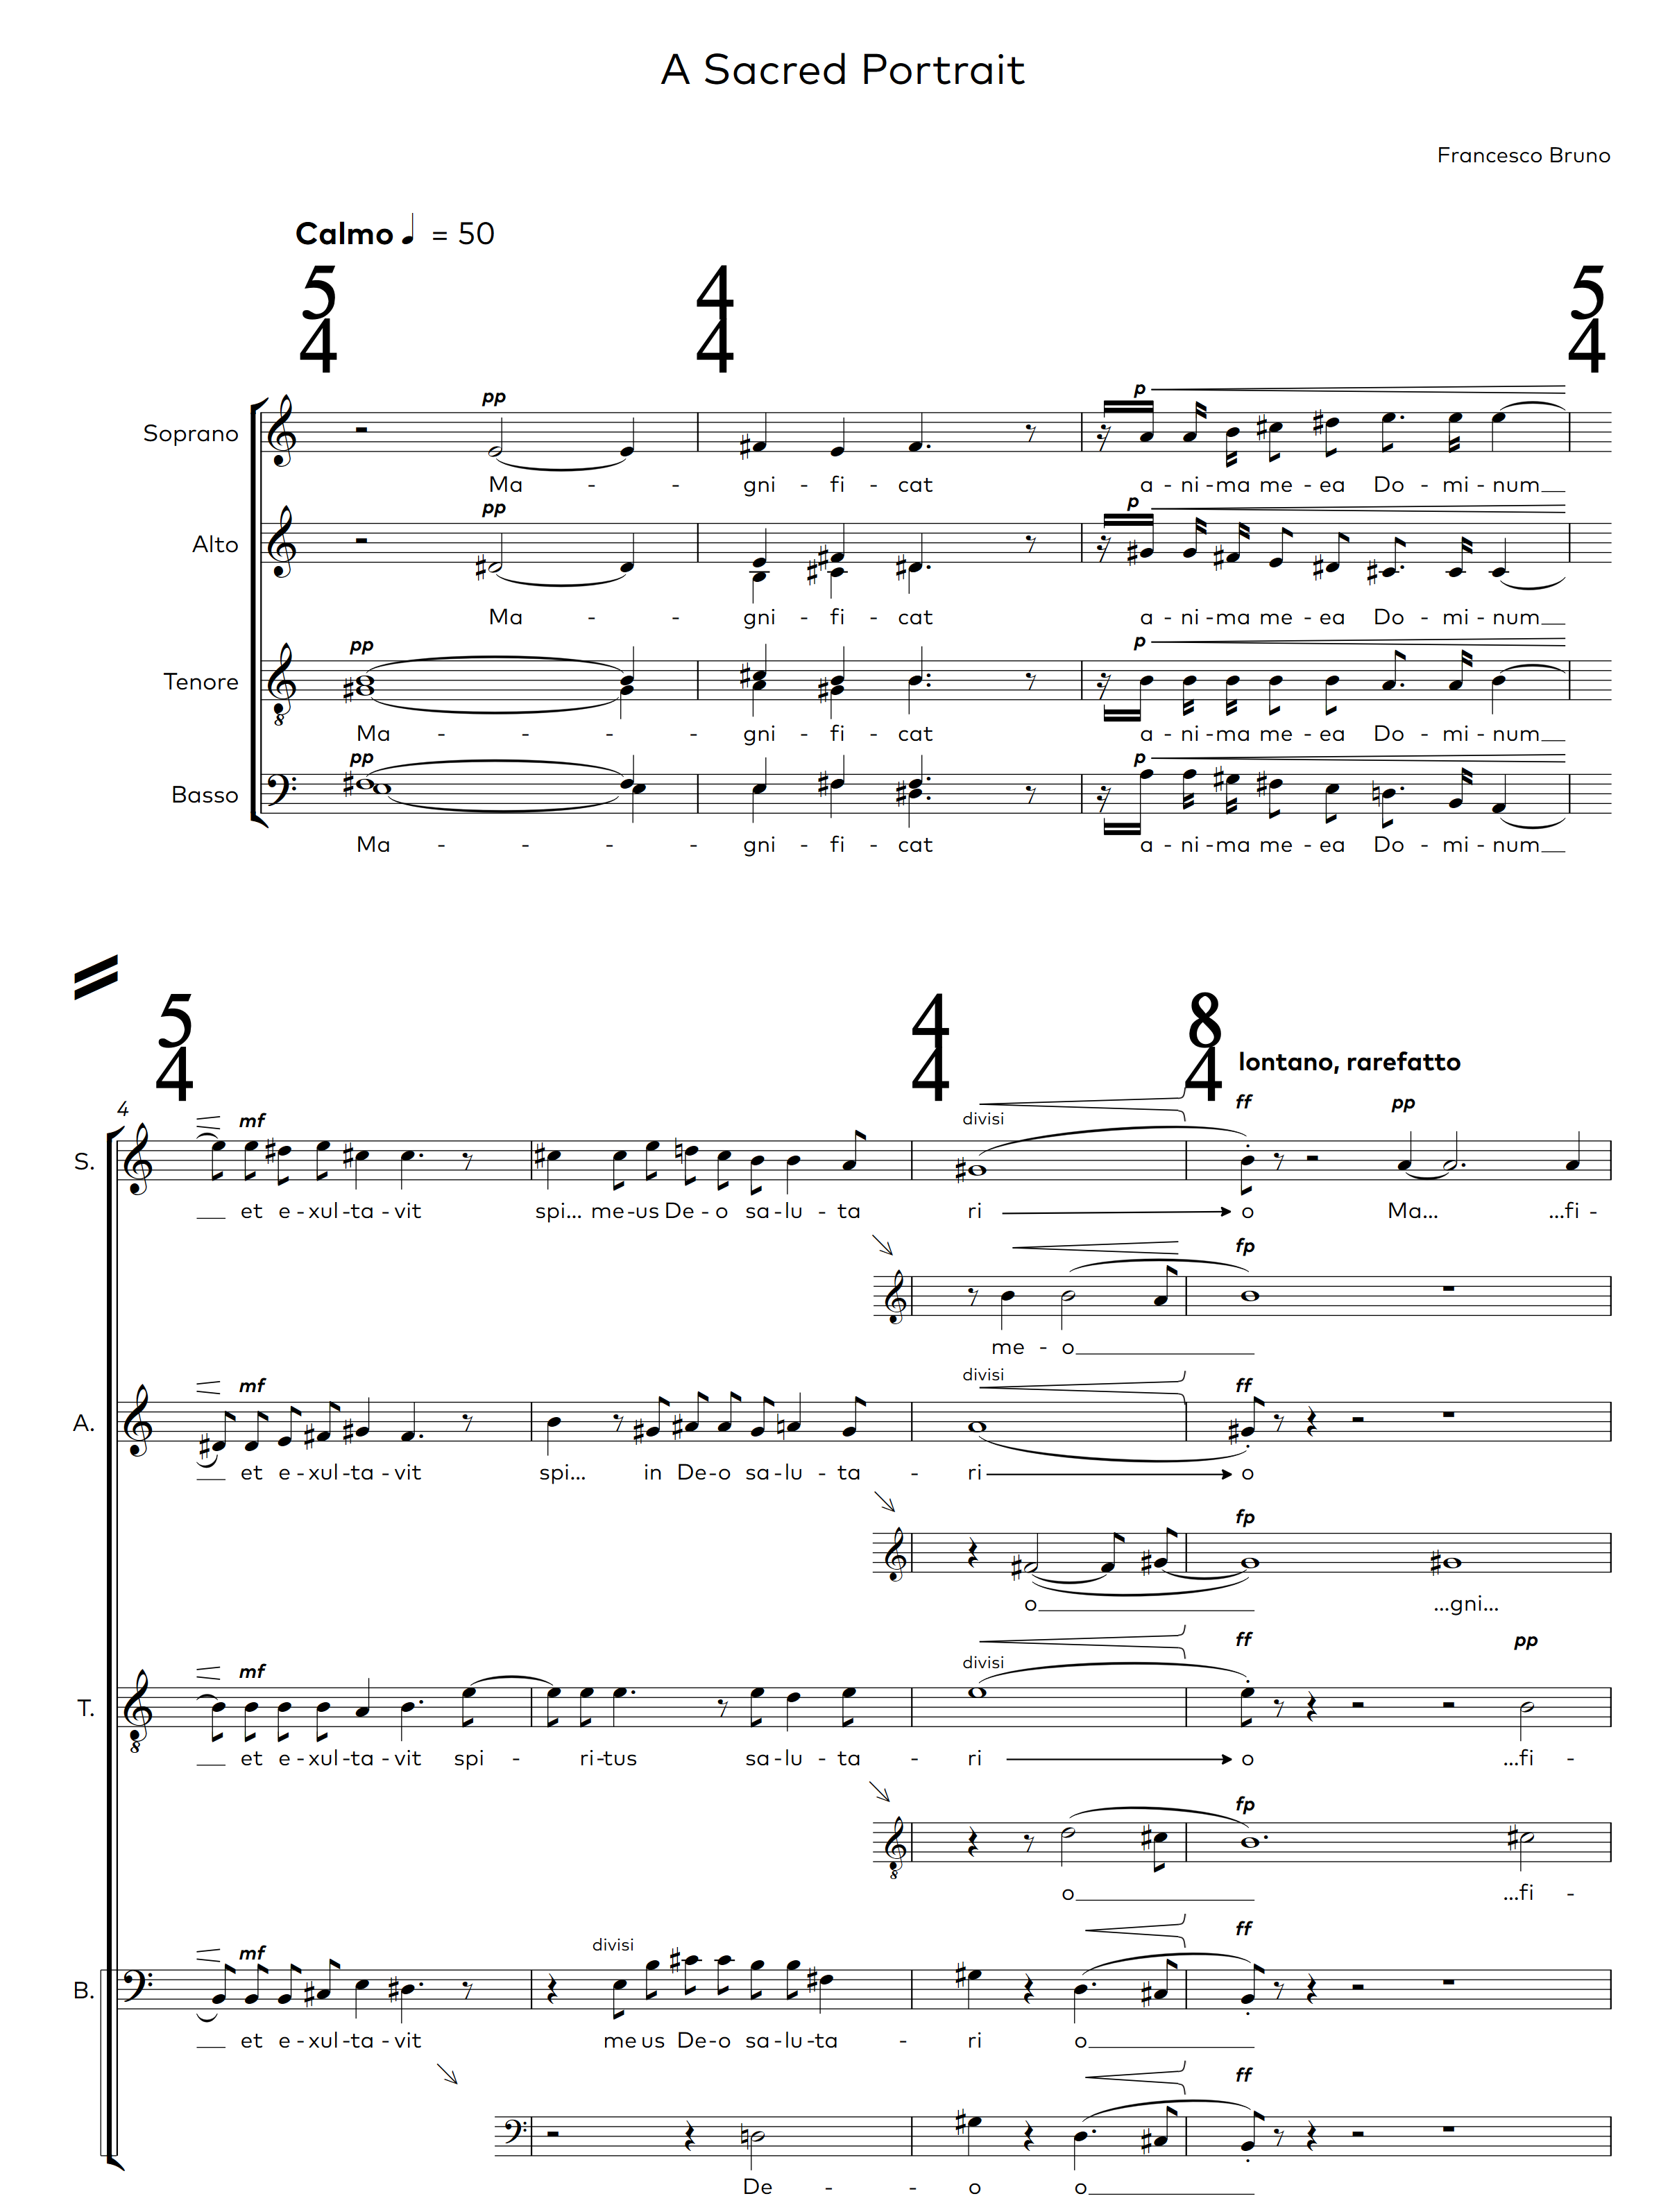 A Sacred Portrait
Francesco Bruno
Calmo = 50
5 4 4 4 5 4
pp
p
Soprano
Ma - - gni - fi - cat a - ni - ma me - ea Do - mi - num
pp
p
Alto
Ma - - gni - fi - cat a - ni - ma me - ea Do - mi - num
pp
p
Tenore
8
Ma - - - - gni - fi - cat a - ni - ma me - ea Do - mi - num
pp
p
Basso
Ma - - - - gni - fi - cat a - ni - ma me - ea Do - mi - num
5 4 4 4 8 4
lontano, rarefatto
4
mf divisi ff pp
S.
et e - xul - ta - vit spi... me - us De - o sa - lu - ta ri o Ma... ...fi -
fp
me - o
mf divisi ff
A.
et e - xul - ta - vit spi... in De - o sa - lu - ta - ri o
fp
o ...gni...
mf divisi ff pp
T.
8
et e - xul - ta - vit spi - ri - tus sa - lu - ta - ri o ...fi -
fp
8
o ...fi -
mf divisi ff
B.
et e - xul - ta - vit me us De - o sa - lu - ta - ri o
ff
De - - o o